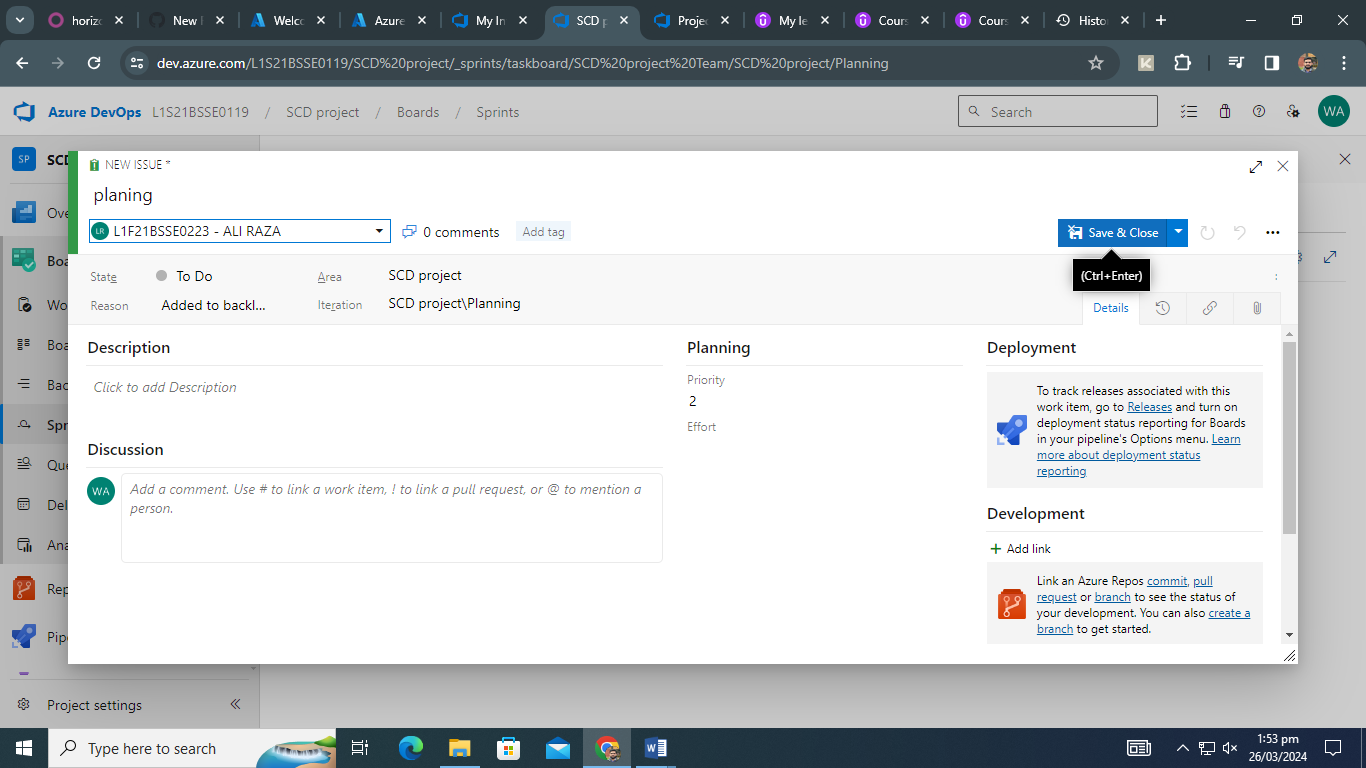 horizo
New I
Welco
Azure
My In
SCD p
Projec
My le
Cours
Cours
Histo
dev.azure.com/L1S21BSSE0119/SCD%20project/_sprints/taskboard/SCD%20project%20Team/SCD%20project/Planning
Azure DevOps L1S21BSSE0119 / SCD project / Boards / Sprints
Search
WA
SP SCD
NEW ISSUE *
planing
LR L1F21BSSE0223 - ALI RAZA
0 comments
Add tag
Save & Close
(Ctrl+Enter)
State To Do
Area SCD project
Reason Added to backl...
Iteration SCD project\Planning
Details
Ove
Boa
Wo
Boa
Bac
Spr
Que
Del
Ana
Rep
Pip
Project settings
Description
Click to add Description
Discussion
WA
Add a comment. Use # to link a work item, ! to link a pull request, or @ to mention a
person.
Planning
Priority
2
Effort
Deployment
To track releases associated with this
work item, go to Releases and turn on
deployment status reporting for Boards
in your pipeline's Options menu. Learn
more about deployment status
reporting
Development
+ Add link
Link an Azure Repos commit, pull
request or branch to see the status of
your development. You can also create a
branch to get started.
Type here to search
1:53 pm
26/03/2024